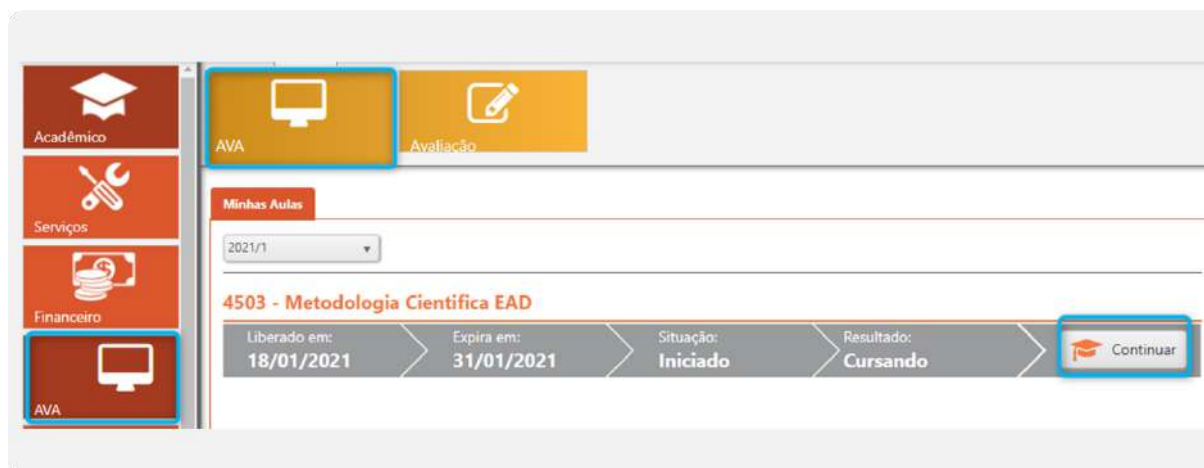 Acadêmico
Serviços
Financeiro
AVA
AVA
Avaliação
Minhas Aulas
2021/1
4503 - Metodologia Cientifica EAD
Liberado em:
18/01/2021
Expira em:
31/01/2021
Situação:
Iniciado
Resultado:
Cursando
Continuar